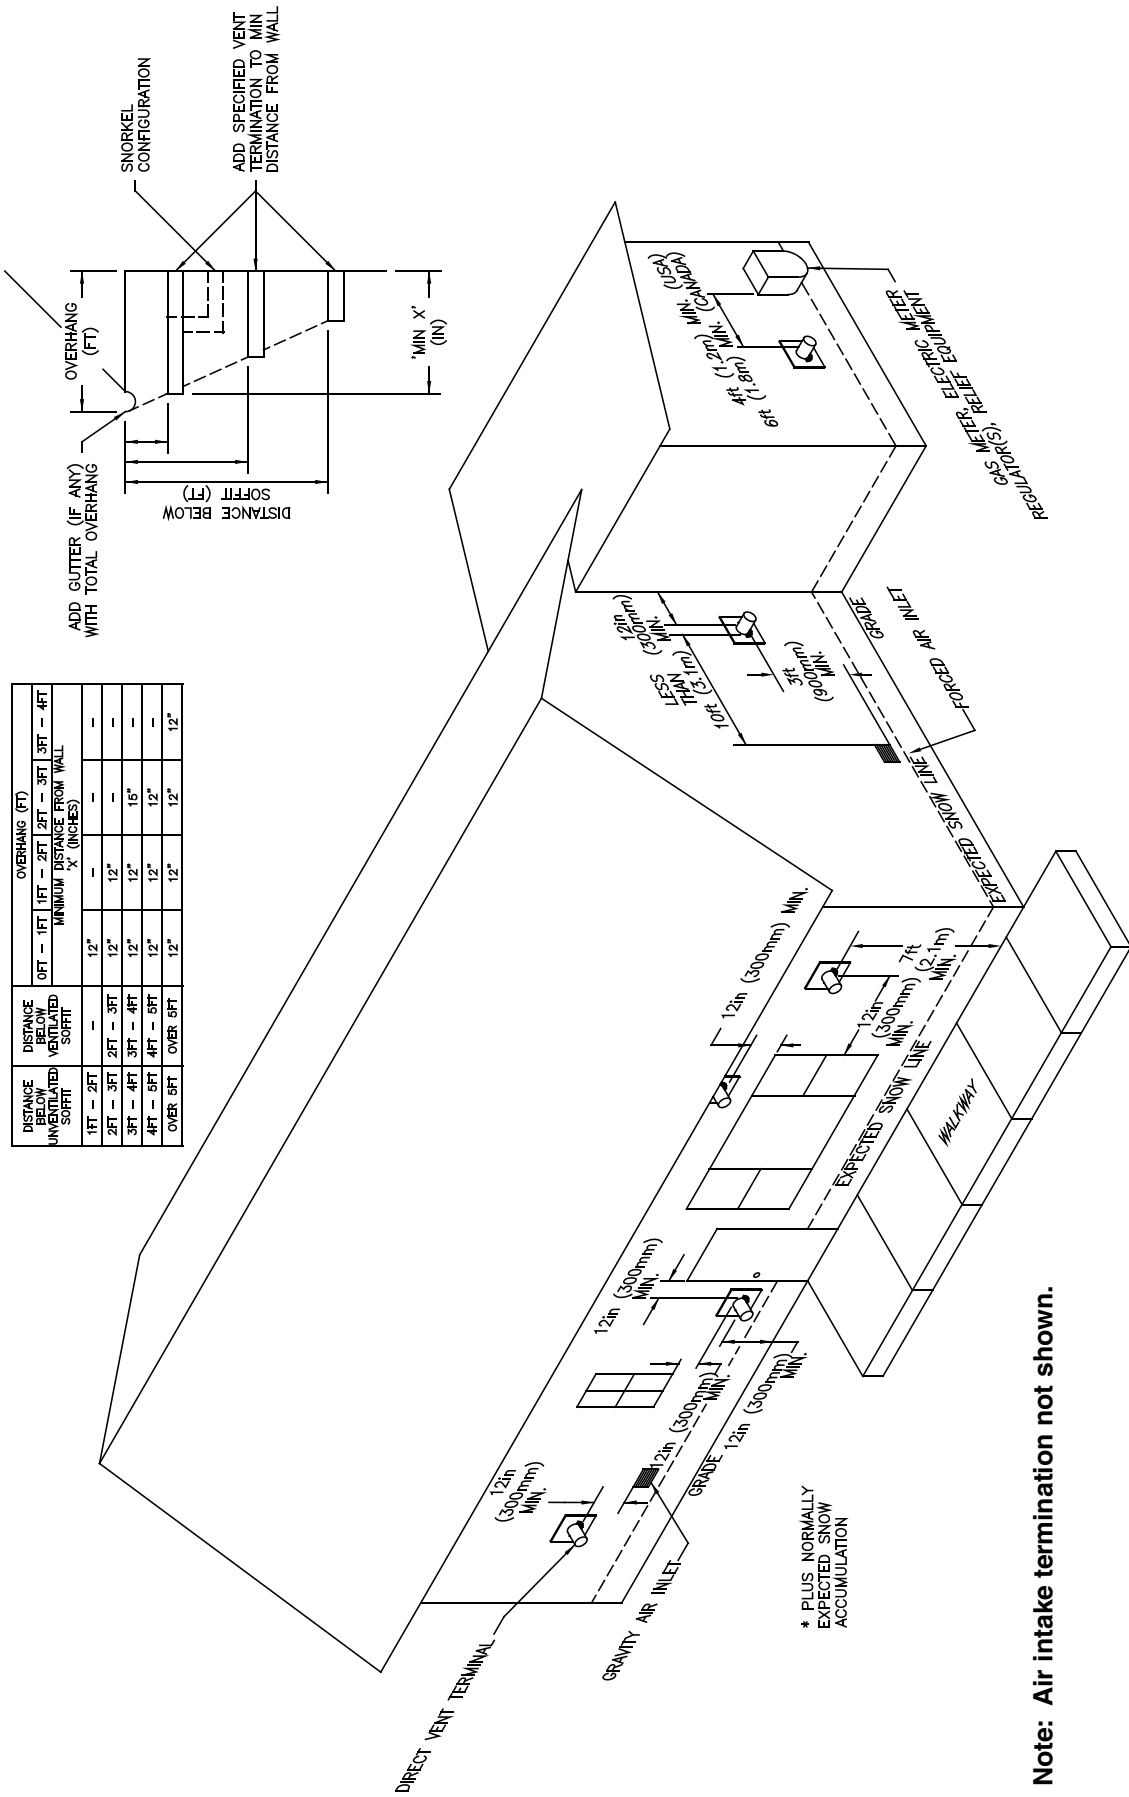 DISTANCE BELOW UNVENTILATED SOFFIT
DISTANCE BELOW VENTILATED SOFFIT
OVERHANG (FT)
0FT - 1FT 1FT - 2FT 2FT - 3FT 3FT - 4FT
MINIMUM DISTANCE FROM WALL
'X' (INCHES)
1FT - 2FT - 12" - - -
2FT - 3FT 2FT - 3FT 12" 12" - -
3FT - 4FT 3FT - 4FT 12" 12" 15" -
4FT - 5FT 4FT - 5FT 12" 12" 12" -
OVER 5FT OVER 5FT 12" 12" 12" 12"
ADD GUTTER (IF ANY)
WITH TOTAL OVERHANG
OVERHANG
(FT)
SNORKEL
CONFIGURATION
ADD SPECIFIED VENT
TERMINATION TO MIN
DISTANCE FROM WALL
DISTANCE BELOW
SOFFIT (FT)
'MIN X'
(IN)
DIRECT VENT TERMINAL
12in
(300mm)
MIN.
GRAVITY AIR INLET
12in (300mm)
MIN.
12in (300mm)
MIN.
GRADE
12in (300mm)
MIN.
12in (300mm) MIN.
EXPECTED SNOW LINE
12in
(300mm)
MIN.
7ft
(2.1m)
MIN.
WALKWAY
EXPECTED SNOW LINE
LESS
THAN
10ft (3.1m)
12in
(300mm)
MIN.
3ft
(900mm)
MIN.
GRADE
FORCED AIR INLET
4ft (1.2m) MIN. (USA)
6ft (1.8m) MIN. (CANADA)
GAS METER, ELECTRIC METER
REGULATOR(S), RELIEF EQUIPMENT
* PLUS NORMALLY
EXPECTED SNOW
ACCUMULATION
Note: Air intake termination not shown.